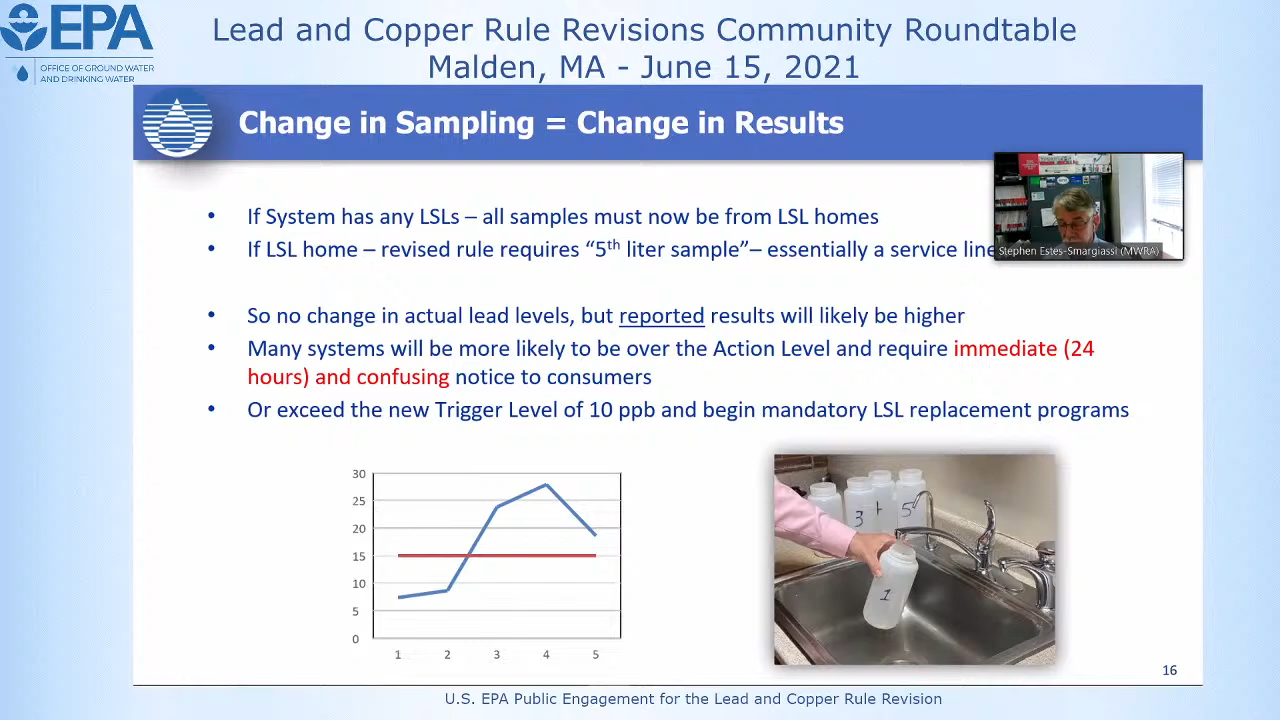 EPA
OFFICE OF GROUND WATER
AND DRINKING WATER
Lead and Copper Rule Revisions Community Roundtable
Malden, MA - June 15, 2021
Change in Sampling = Change in Results
• If System has any LSLs – all samples must now be from LSL homes
• If LSL home – revised rule requires “5th liter sample”– essentially a service line
Stephen Estes-Smargiassi (MWRA)
• So no change in actual lead levels, but reported results will likely be higher
• Many systems will be more likely to be over the Action Level and require immediate (24
hours) and confusing notice to consumers
• Or exceed the new Trigger Level of 10 ppb and begin mandatory LSL replacement programs
30
25
20
15
10
5
0
1 2 3 4 5
3
5
1
16
U.S. EPA Public Engagement for the Lead and Copper Rule Revision